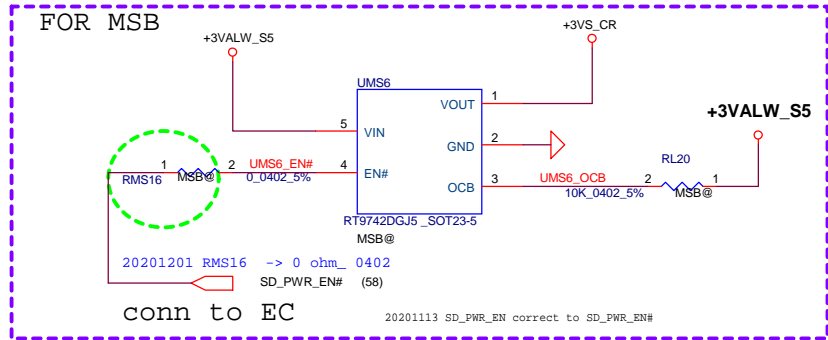 FOR MSB
+3VALW_S5
+3VS_CR
UMS6
VOUT 1
+3VALW_S5
5 VIN
GND 2
RL20
1 2 UMS6_EN# 4 EN#
RMS16 MSB@ 0_0402_5%
OCB 3 UMS6_OCB 2 1
10K_0402_5% MSB@
RT9742DGJ5 _SOT23-5
MSB@
20201201 RMS16 -> 0 ohm_ 0402
SD_PWR_EN# (58)
conn to EC
20201113 SD_PWR_EN correct to SD_PWR_EN#